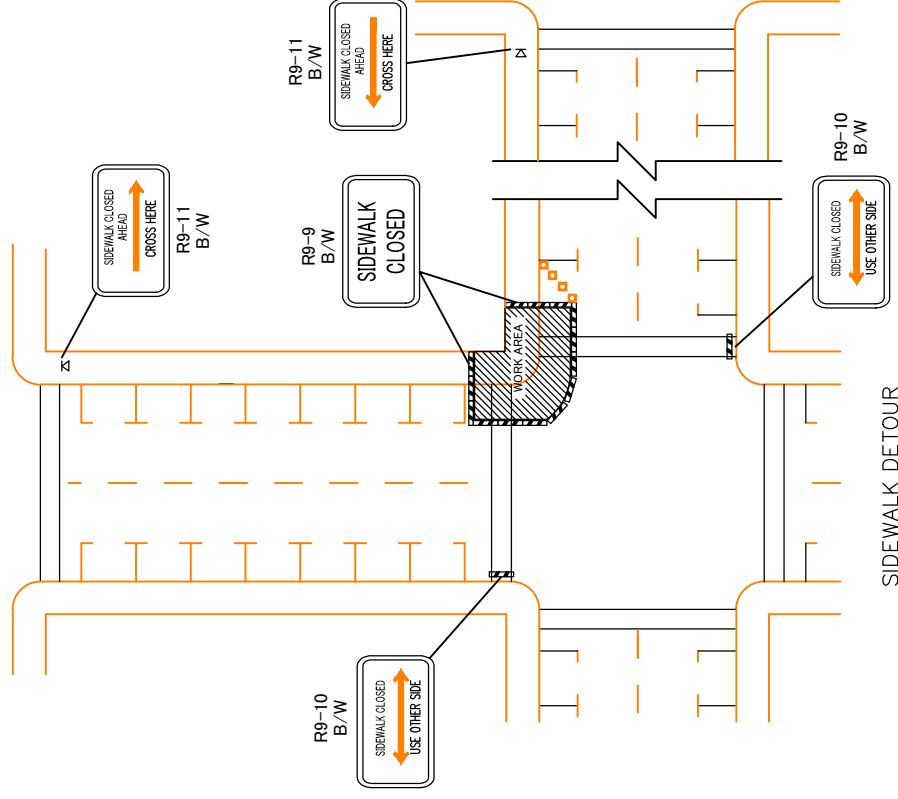 R9-11
B/W
SIDEWALK CLOSED
AHEAD
CROSS HERE
SIDEWALK CLOSED
AHEAD
CROSS HERE
R9-11
B/W
R9-9
B/W
SIDEWALK
CLOSED
R9-10
B/W
SIDEWALK CLOSED
USE OTHER SIDE
WORK AREA
R9-10
B/W
SIDEWALK CLOSED
USE OTHER SIDE
SIDEWALK DETOUR